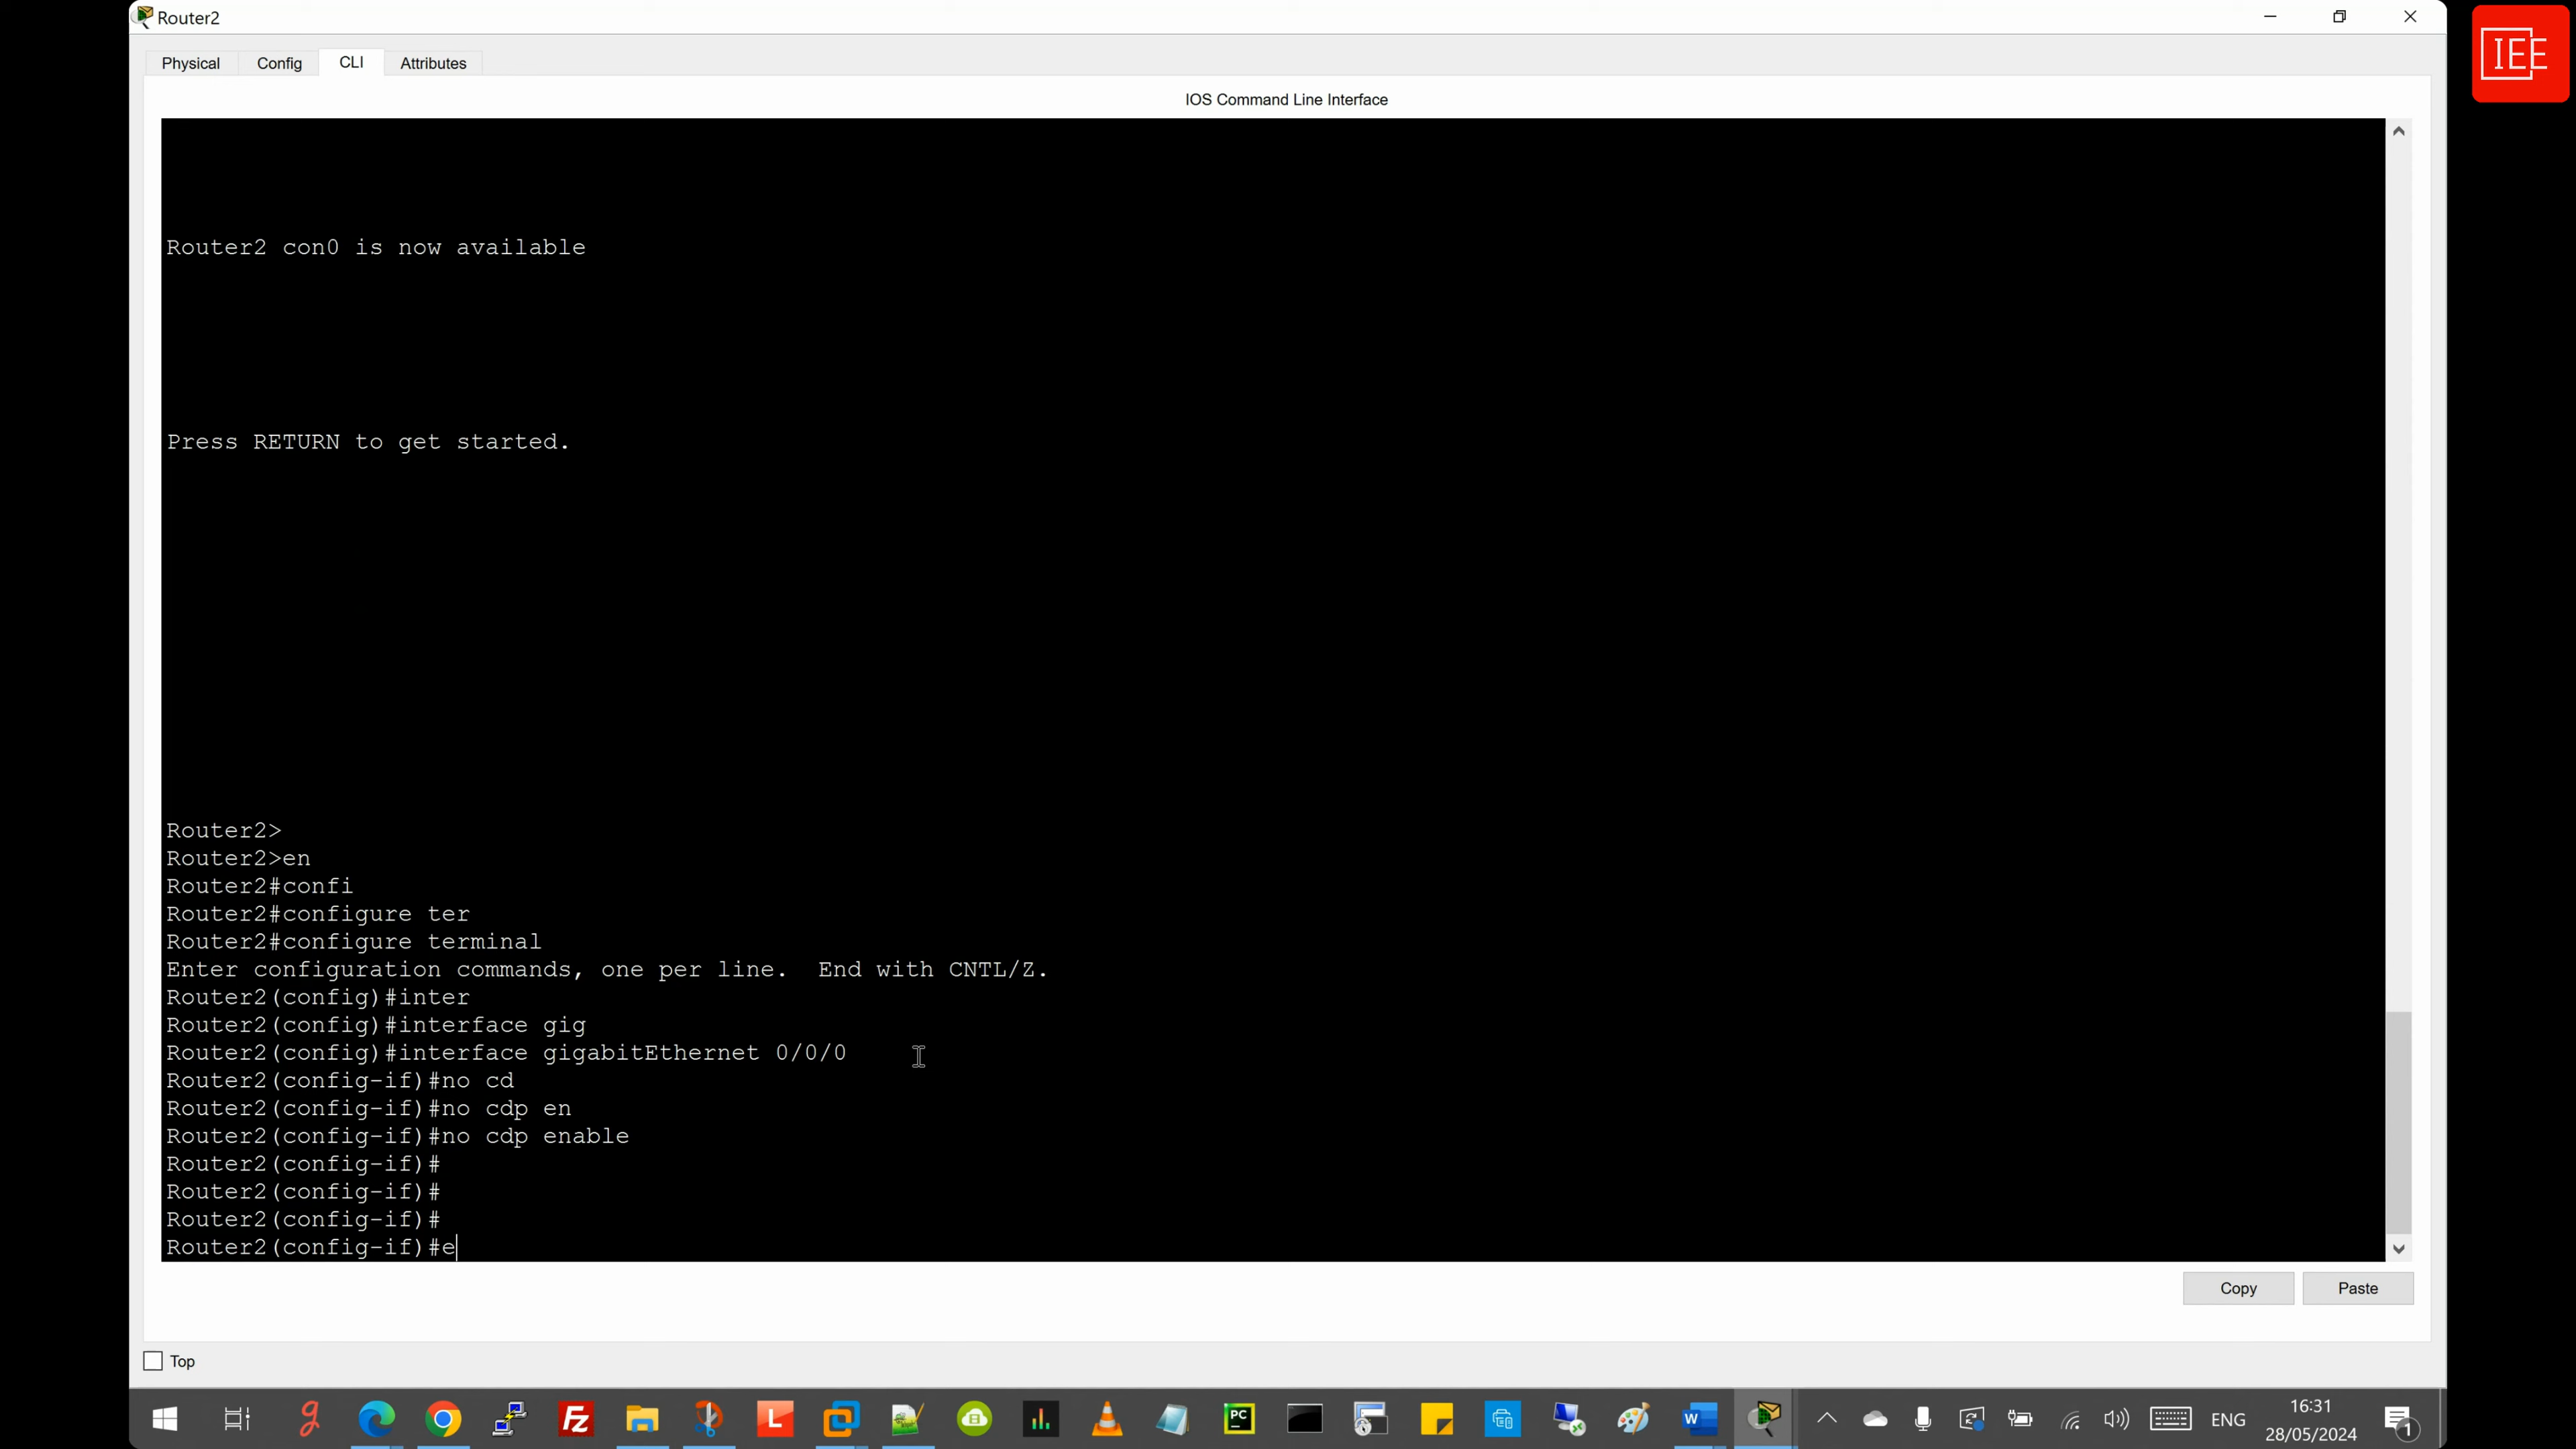 Router2
IEE
Physical Config CLI Attributes
IOS Command Line Interface
Router2 con0 is now available
Press RETURN to get started.
Router2>
Router2>en
Router2#confi
Router2#configure ter
Router2#configure terminal
Enter configuration commands, one per line.  End with CNTL/Z.
Router2(config)#inter
Router2(config)#interface gig
Router2(config)#interface gigabitEthernet 0/0/0
Router2(config-if)#no cd
Router2(config-if)#no cdp en
Router2(config-if)#no cdp enable
Router2(config-if)#
Router2(config-if)#
Router2(config-if)#
Router2(config-if)#e
Copy Paste
Top
g Fz L PC W ENG 16:31
28/05/2024 1